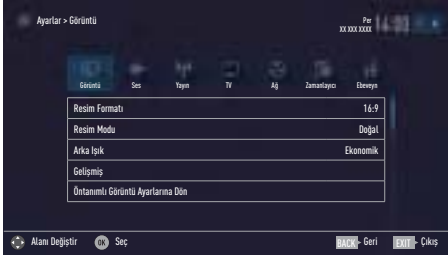 Ayarlar > Görüntü
Per
XX XXX XXXX
Görüntü Ses Yayın TV Ağ Zamanlayıcı Ebeveyn
Resim Formatı 16:9
Resim Modu Doğal
Arka Işık Ekonomik
Gelişmiş
Öntanımlı Görüntü Ayarlarına Dön
Alanı Değiştir OK Seç BACK Geri EXIT Çıkış